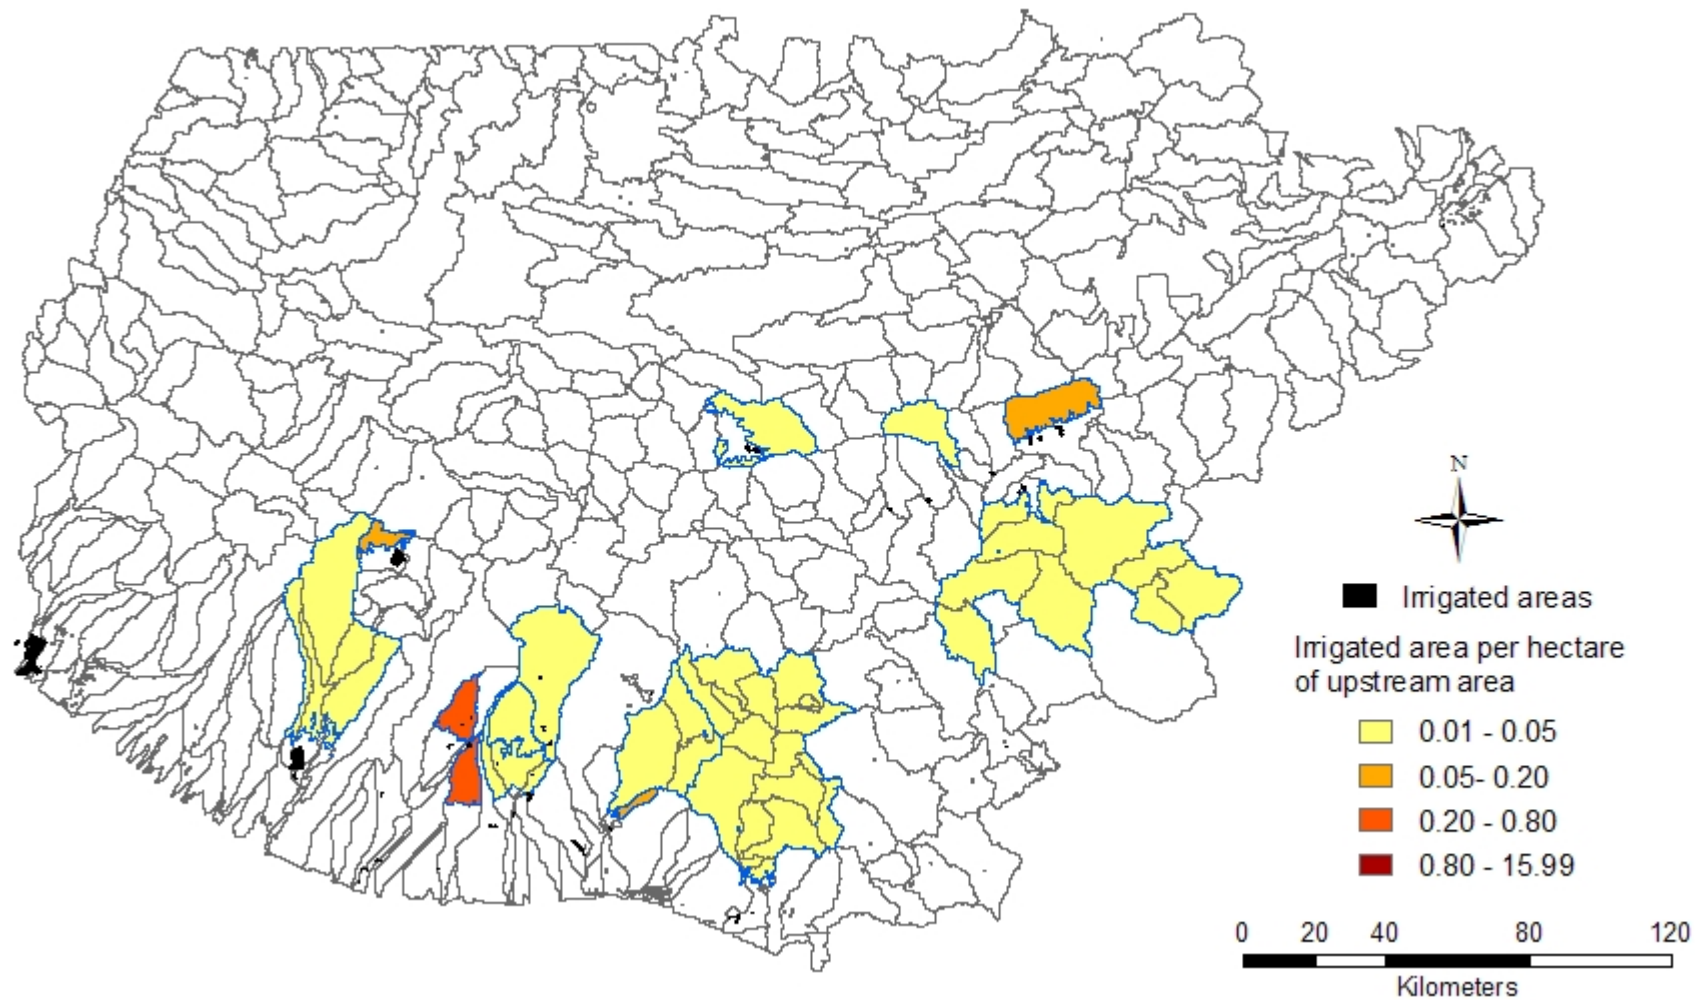 N
Irrigated areas
Irrigated area per hectare
of upstream area
0.01 - 0.05
0.05- 0.20
0.20 - 0.80
0.80 - 15.99
0 20 40 80 120
Kilometers